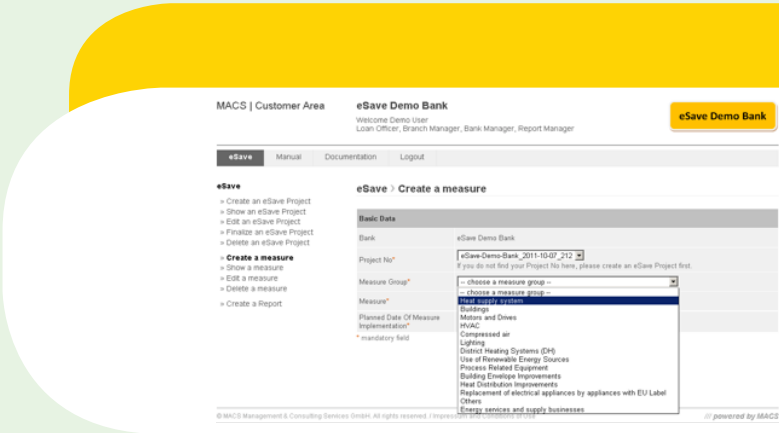 MACS | Customer Area
eSave Demo Bank
Welcome Demo User
Loan Officer, Branch Manager, Bank Manager, Report Manager
eSave Demo Bank
eSave Manual Documentation Logout
eSave
» Create an eSave Project
» Show an eSave Project
» Edit an eSave Project
» Finalize an eSave Project
» Delete an eSave Project
» Create a measure
» Show a measure
» Edit a measure
» Delete a measure
» Create a Report
eSave > Create a measure
Basic Data
Bank eSave Demo Bank
Project No* eSave-Demo-Bank_2011-10-07_212
If you do not find your Project No here, please create an eSave Project first.
Measure Group* -- choose a measure group --
-- choose a measure group --
Measure* Heat supply system
Buildings
Planned Date Of Measure Motors and Drives
Implementation* HVAC
* mandatory field Compressed air
Lighting
District Heating Systems (DH)
Use of Renewable Energy Sources
Process Related Equipment
Building Envelope Improvements
Heat Distribution Improvements
Replacement of electrical appliances by appliances with EU Label
Others
Energy services and supply businesses
© MACS Management & Consulting Services GmbH. All rights reserved. / Impressum and Conditions of Use
/// powered by MACS